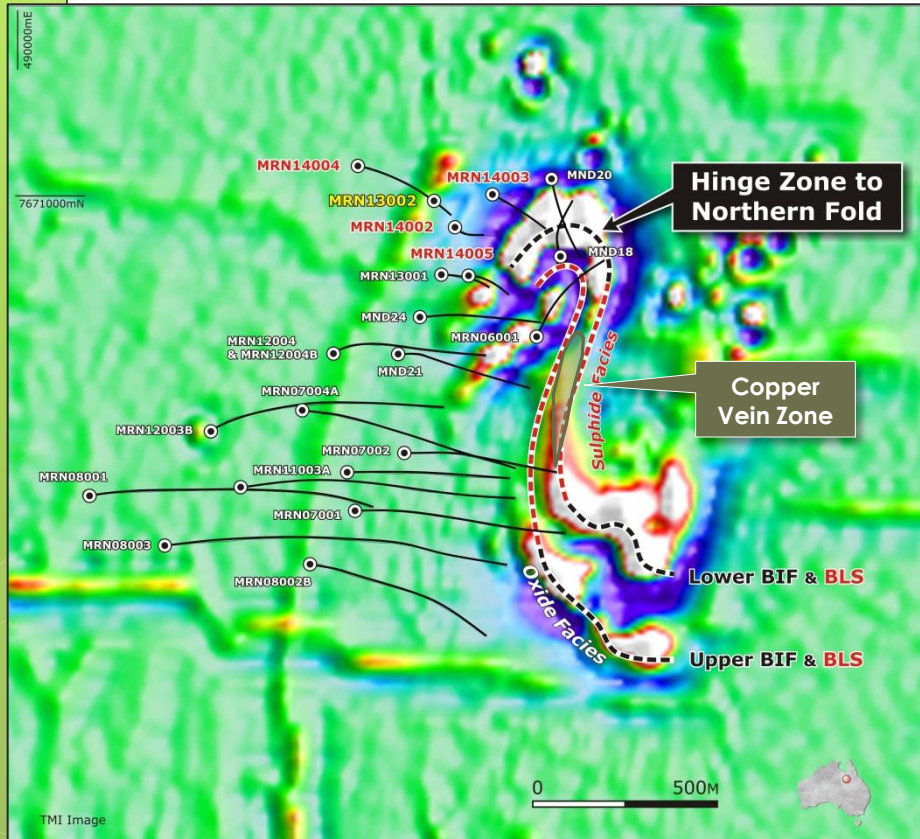 490000mE
7671000mN
MRN14004
MRN14003
MND20
MRN13002
MRN14002
Hinge Zone to
Northern Fold
MRN14005
MND18
MRN13001
MND24
MRN06001
MRN12004
& MRN12004B
MND21
Sulphide Facies
Copper
Vein Zone
MRN07004A
MRN12003B
MRN07002
MRN11003A
MRN08001
MRN07001
MRN08003
MRN08002B
Oxide Facies
Lower BIF & BLS
Upper BIF & BLS
0 500M
TMI Image